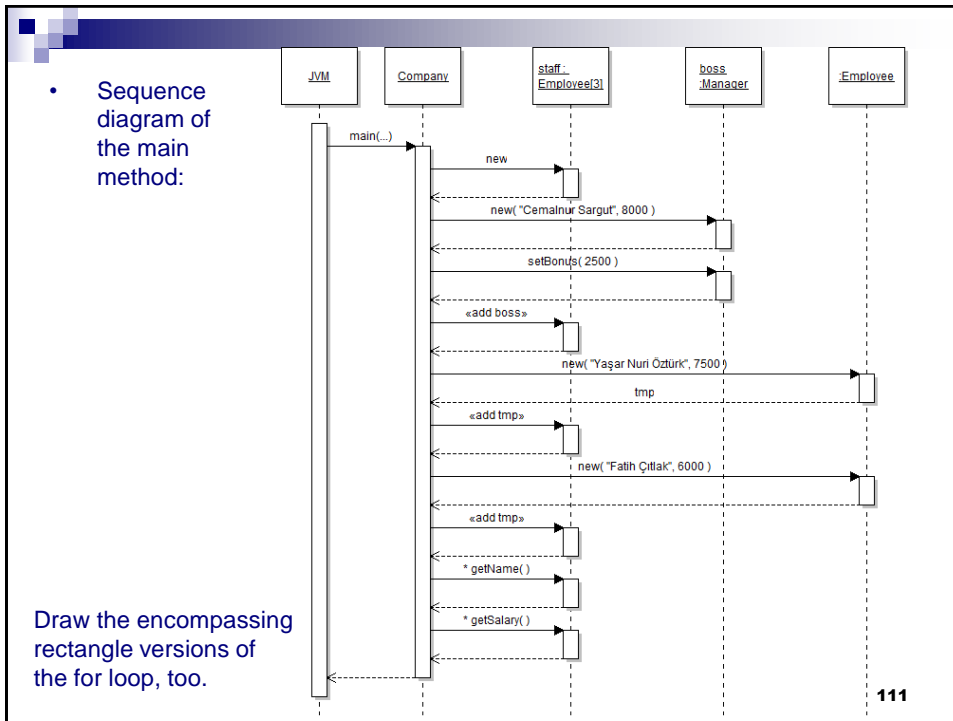 • Sequence
diagram of
the main
method:
JVM
Company
staff :
Employee[3]
boss
:Manager
:Employee
main(...)
new
new( "Cemalnur Sargut", 8000 )
setBonus( 2500 )
«add boss»
new( "Yaşar Nuri Öztürk", 7500 )
tmp
«add tmp»
new( "Fatih Çıtlak", 6000 )
«add tmp»
* getName( )
* getSalary( )
Draw the encompassing
rectangle versions of
the for loop, too.
111